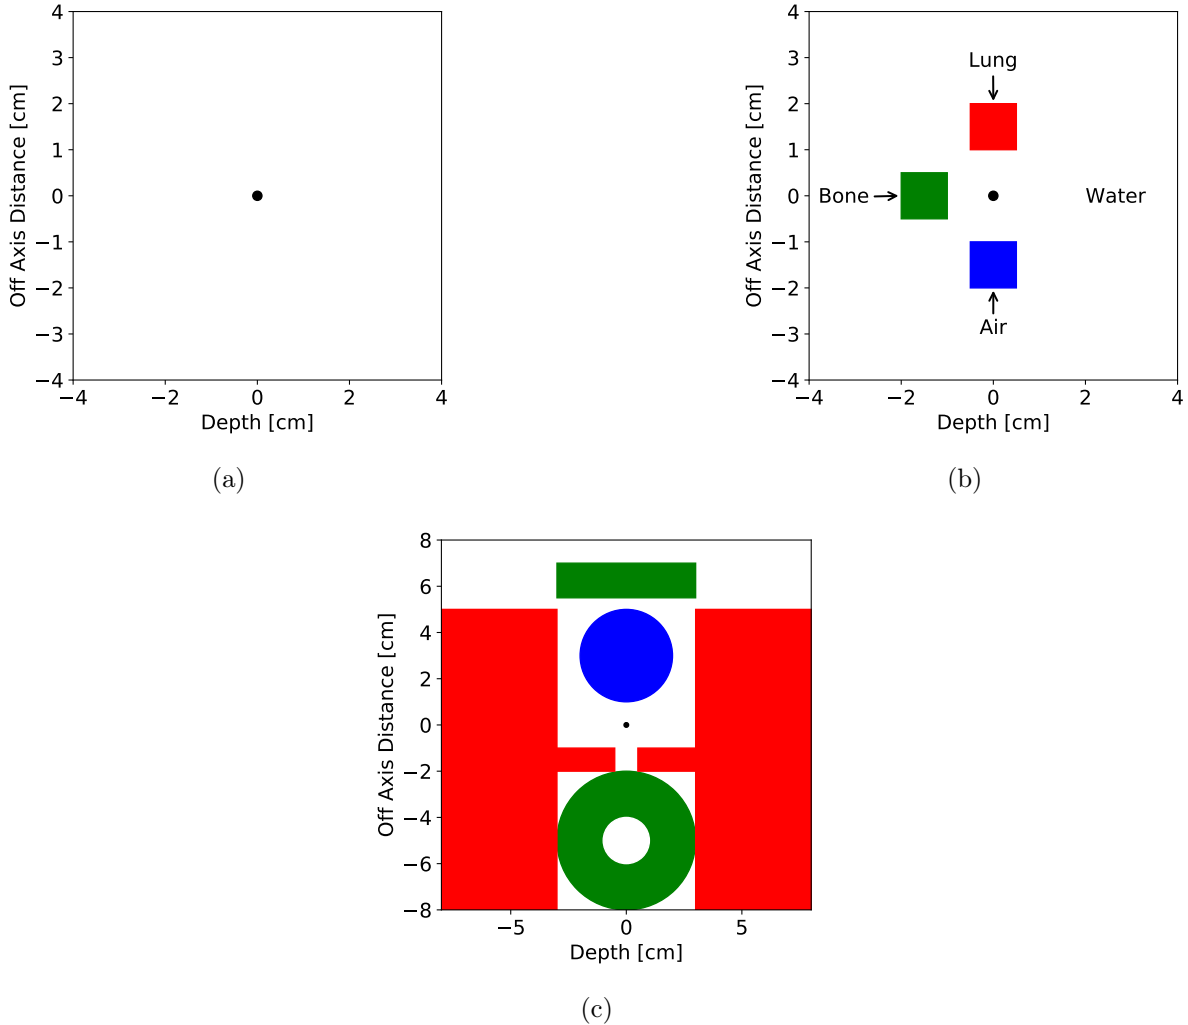 4
3
2
1
0
−1
−2
−3
−4
−4 −2 0 2 4
Depth [cm]
Off Axis Distance [cm]
(a)
4
3
2
1
0
−1
−2
−3
−4
−4 −2 0 2 4
Depth [cm]
Off Axis Distance [cm]
Lung
Bone
Water
Air
(b)
8
6
4
2
0
−2
−4
−6
−8
−5 0 5
Depth [cm]
Off Axis Distance [cm]
(c)